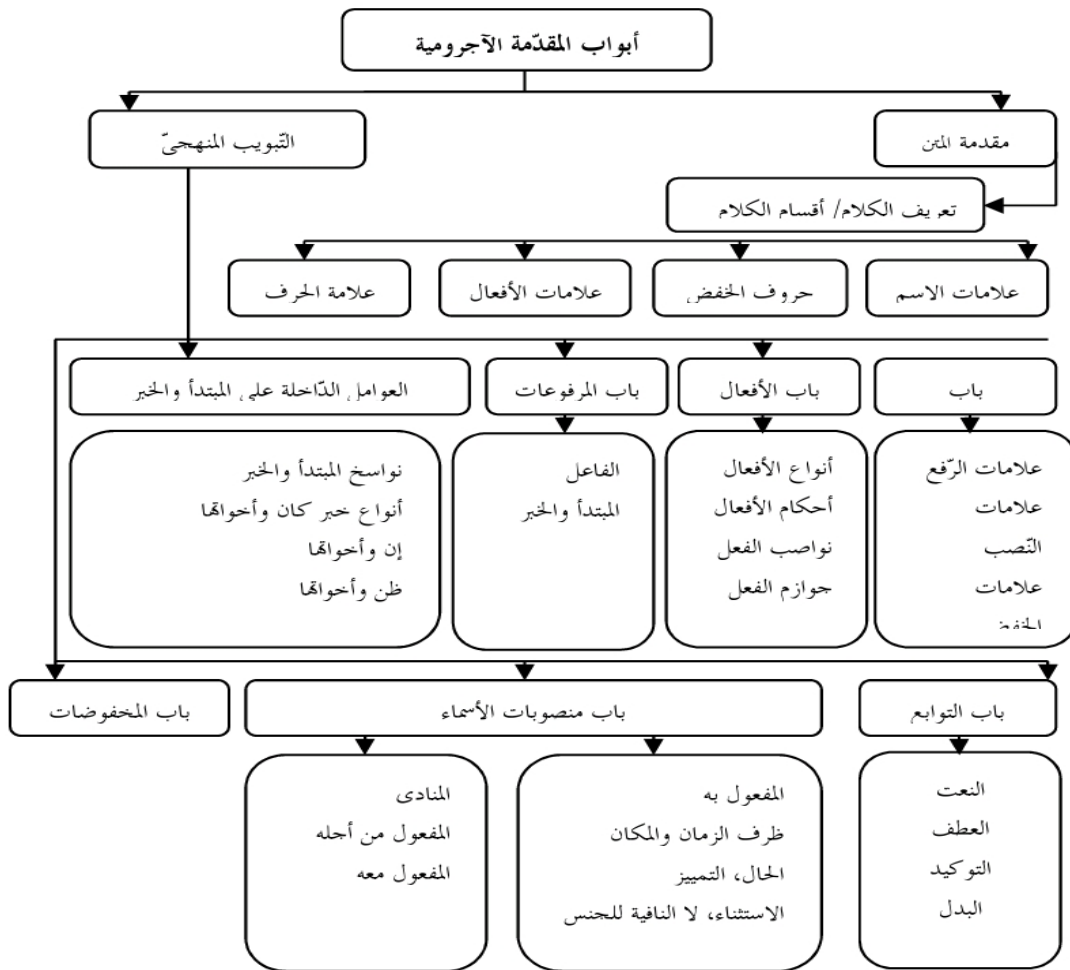 أبواب المقدّمة الآجرومية
مقدمة المتن
التّبويب المنهجيّ
تعريف الكلام/ أقسام الكلام
علامات الاسم
حروف الخفض
علامات الأفعال
علامة الحرف
باب
باب الأفعال
باب المرفوعات
العوامل الدّاخلة على المبتدأ والخبر
علامات الرّفع
علامات
النّصب
علامات
الخفض
أنواع الأفعال
أحكام الأفعال
نواصب الفعل
جوازم الفعل
الفاعل
المبتدأ والخبر
نواسخ المبتدأ والخبر
أنواع خبر كان وأخواتها
إن وأخواتها
ظن وأخواتها
باب التوابع
باب منصوبات الأسماء
باب المخفوضات
النعت
العطف
التوكيد
البدل
المفعول به
ظرف الزمان والمكان
الحال، التمييز
الاستثناء، لا النافية للجنس
المنادى
المفعول من أجله
المفعول معه